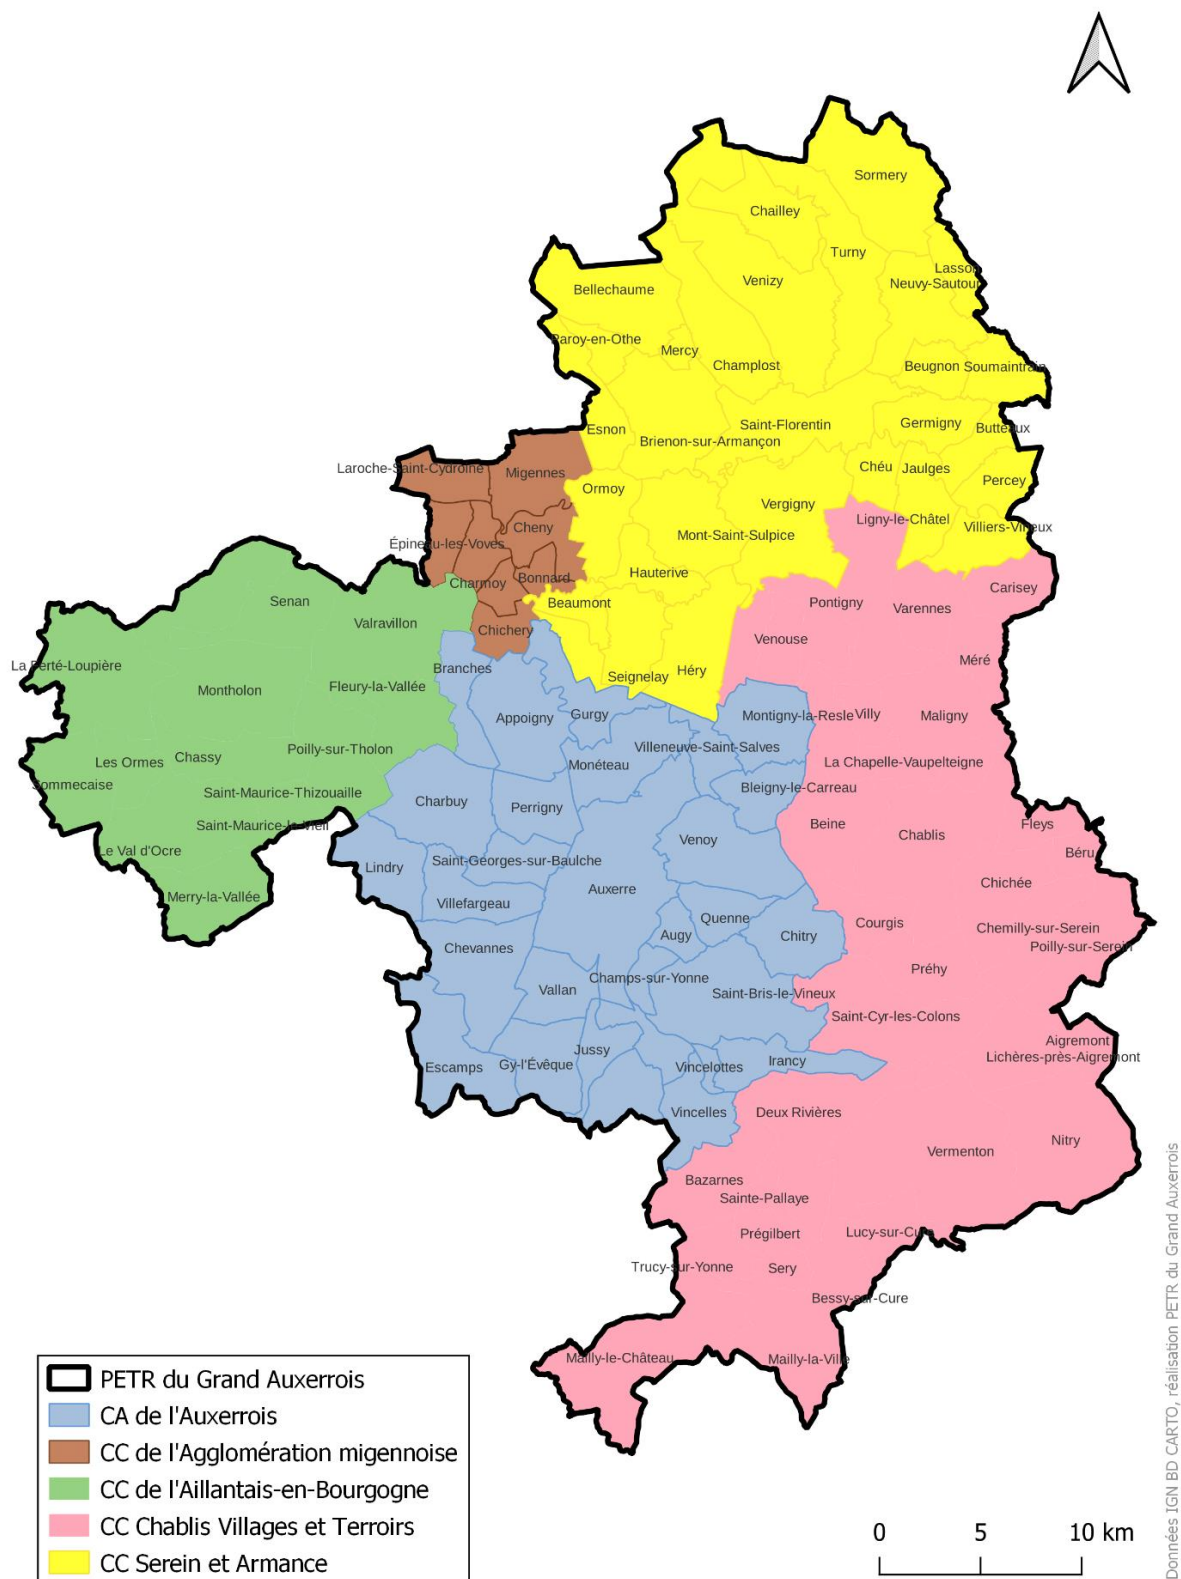 Sormery
Chailley
Turny
Lasson
Venizy
Neuvy-Sautour
Bellechaume
Paroy-en-Othe
Mercy
Champlost
Beugnon
Soumaintrain
Saint-Florentin
Germigny
Butteaux
Esnon
Brienon-sur-Armançon
Laroche-Saint-Cydroine
Migennes
Chéu
Jaulges
Percey
Ormoy
Vergigny
Ligny-le-Châtel
Villiers-Vineux
Cheny
Mont-Saint-Sulpice
Épineau-les-Voves
Hauterive
Charmoy
Bonnard
Carisey
Senan
Beaumont
Pontigny
Varennes
Valravillon
Chichery
Venouse
La Ferté-Loupière
Branches
Méré
Montholon
Fleury-la-Vallée
Seignelay
Héry
Appoigny
Gurgy
Montigny-la-Resle
Villy
Maligny
Les Ormes
Chassy
Poilly-sur-Tholon
Villeneuve-Saint-Salves
Monéteau
La Chapelle-Vaupelteigne
Sommecaise
Saint-Maurice-Thizouaille
Charbuy
Perrigny
Bleigny-le-Carreau
Saint-Maurice-le-Vieil
Beine
Chablis
Fleys
Le Val d'Ocre
Venoy
Béru
Lindry
Saint-Georges-sur-Baulche
Merry-la-Vallée
Auxerre
Chichée
Villefargeau
Quenne
Courgis
Chemilly-sur-Serein
Chevannes
Augy
Chitry
Poilly-sur-Serein
Champs-sur-Yonne
Préhy
Vallan
Saint-Bris-le-Vineux
Saint-Cyr-les-Colons
Jussy
Aigremont
Escamps
Gy-l'Évêque
Vincelottes
Irancy
Lichères-près-Aigremont
Vincelles
Deux Rivières
Vermenton
Nitry
Bazarnes
Sainte-Pallaye
Prégilbert
Lucy-sur-Cure
Trucy-sur-Yonne
Sery
Bessy-sur-Cure
Mailly-le-Château
Mailly-la-Ville
PETR du Grand Auxerrois
CA de l'Auxerrois
CC de l'Agglomération migennoise
CC de l'Aillantais-en-Bourgogne
CC Chablis Villages et Terroirs
CC Serein et Armance
0 5 10 km
Données IGN BD CARTO, réalisation PETR du Grand Auxerrois